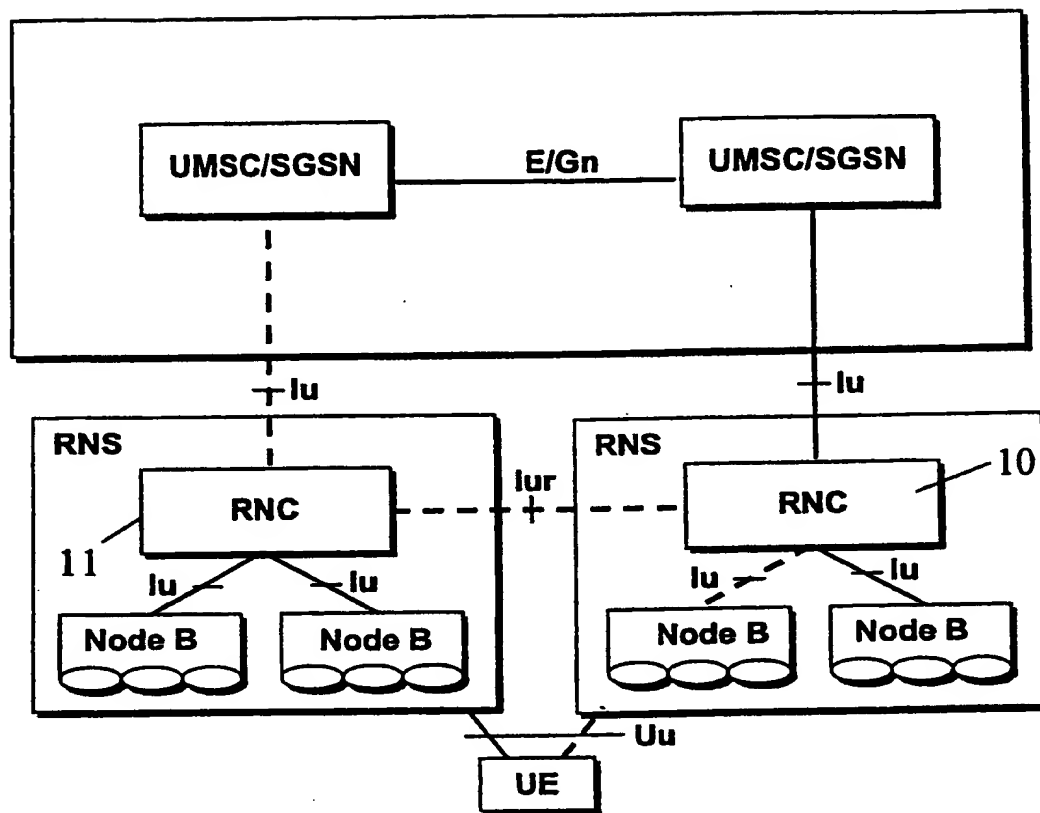 UMSC/SGSN
E/Gn
UMSC/SGSN
Iu
Iu
RNS
RNS
RNC
Iur
RNC
10
11
Iu
Iu
Iu
Iu
Node B
Node B
Node B
Node B
Uu
UE